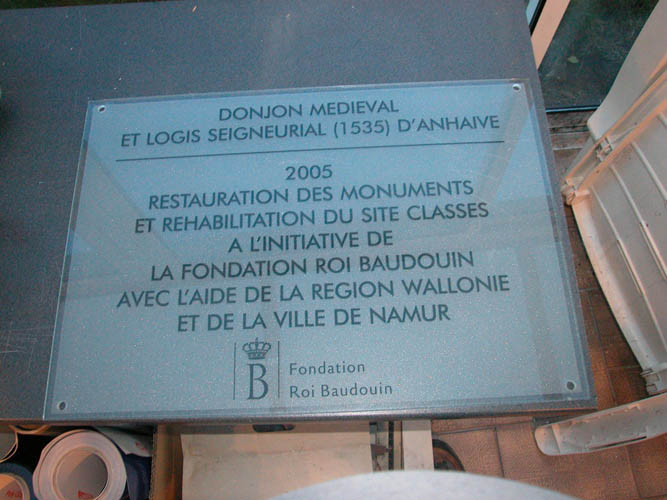 DONJON MEDIEVAL
ET LOGIS SEIGNEURIAL (1535) D'ANHAIVE
2005
RESTAURATION DES MONUMENTS
ET REHABILITATION DU SITE CLASSES
A L'INITIATIVE DE
LA FONDATION ROI BAUDOUIN
AVEC L'AIDE DE LA REGION WALLONIE
ET DE LA VILLE DE NAMUR
B
Fondation
Roi Baudouin